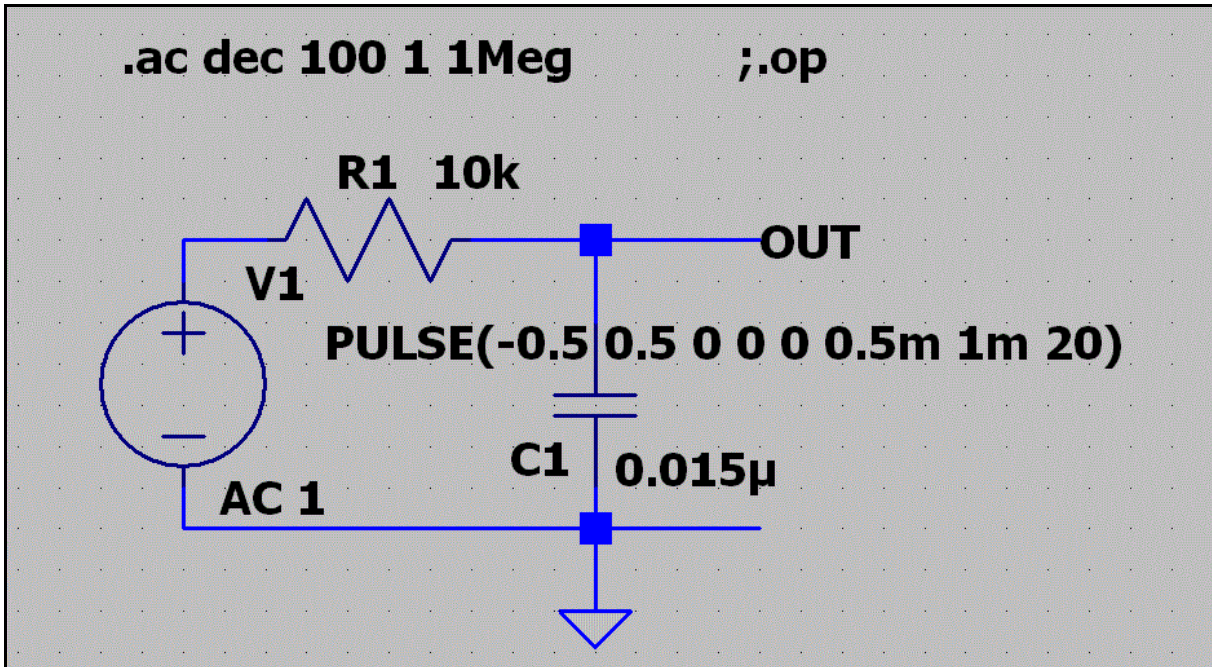 .ac dec 100 1 1Meg
;.op
R1 10k
OUT
V1
PULSE(-0.5 0.5 0 0 0 0.5m 1m 20)
C1
0.015µ
AC 1